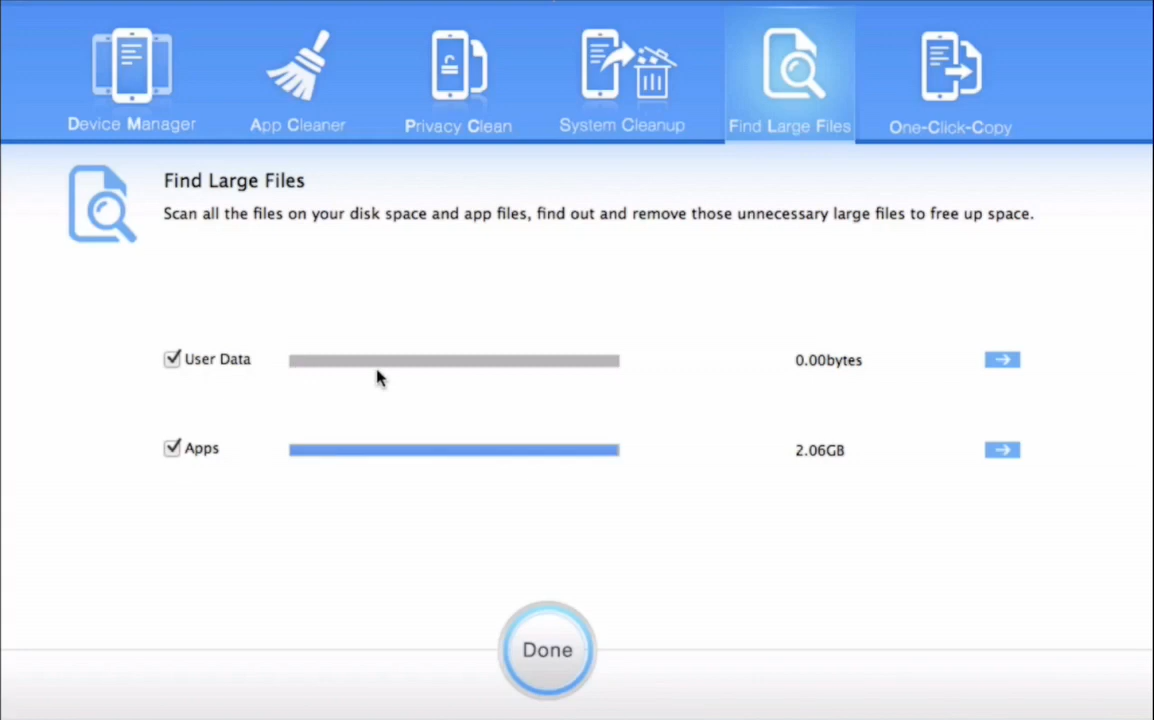 Device Manager
App Cleaner
Privacy Clean
System Cleanup
Find Large Files
One-Click-Copy
Find Large Files
Scan all the files on your disk space and app files, find out and remove those unnecessary large files to free up space.
User Data 0.00bytes
Apps 2.06GB
Done